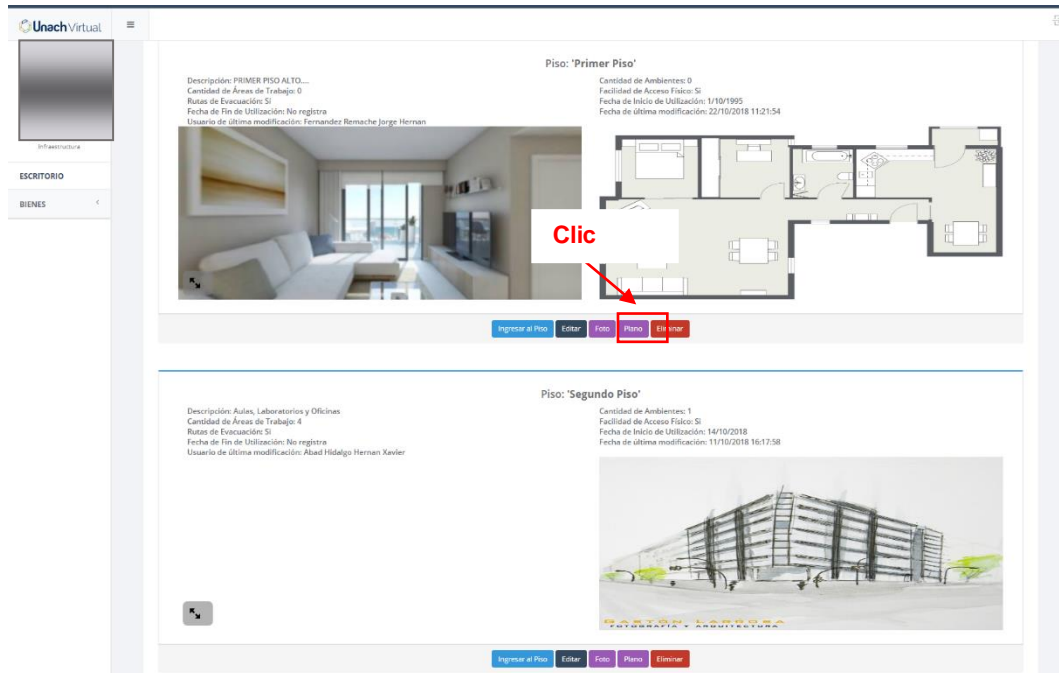 Unach Virtual
Infraestructura
ESCRITORIO
BIENES
Piso: 'Primer Piso'
Descripción: PRIMER PISO ALTO....
Cantidad de Áreas de Trabajo: 0
Rutas de Evacuación: Si
Fecha de Fin de Utilización: No registra
Usuario de última modificación: Fernandez Remache Jorge Hernan
Cantidad de Ambientes: 0
Facilidad de Acceso Físico: Si
Fecha de Inicio de Utilización: 1/10/1995
Fecha de última modificación: 22/10/2018 11:21:54
Clic
Ingresar al Piso Editar Foto Plano Eliminar
Piso: 'Segundo Piso'
Descripción: Aulas, Laboratorios y Oficinas
Cantidad de Áreas de Trabajo: 4
Rutas de Evacuación: Si
Fecha de Fin de Utilización: No registra
Usuario de última modificación: Abad Hidalgo Hernan Xavier
Cantidad de Ambientes: 1
Facilidad de Acceso Físico: Si
Fecha de Inicio de Utilización: 14/10/2018
Fecha de última modificación: 11/10/2018 16:17:58
GASTÓN LARROSA
FOTOGRAFÍA Y ARQUITECTURA
Ingresar al Piso Editar Foto Plano Eliminar